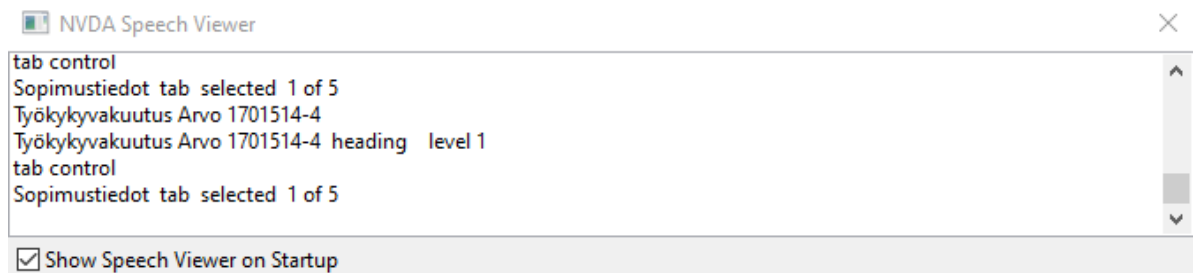 NVDA Speech Viewer
tab control
Sopimustiedot tab selected 1 of 5
Työkykyvakuutus Arvo 1701514-4
Työkykyvakuutus Arvo 1701514-4 heading level 1
tab control
Sopimustiedot tab selected 1 of 5
Show Speech Viewer on Startup